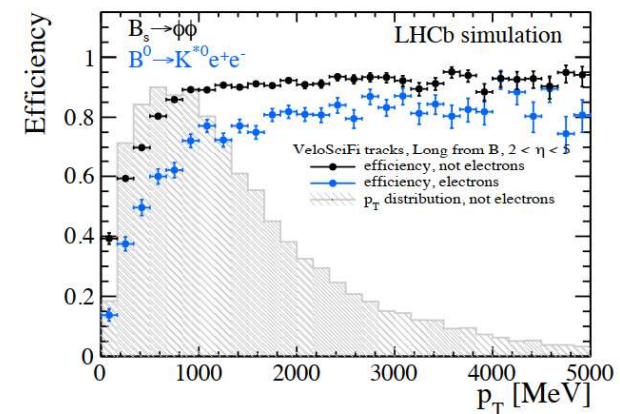 B_s→ϕϕ
B⁰→K*⁰e⁺e⁻
LHCb simulation
Efficiency
1
0.8
0.6
0.4
0.2
0
VeloSciFi tracks, Long from B, 2 < η < 5
efficiency, not electrons
efficiency, electrons
p_T distribution, not electrons
0 1000 2000 3000 4000 5000
p_T [MeV]